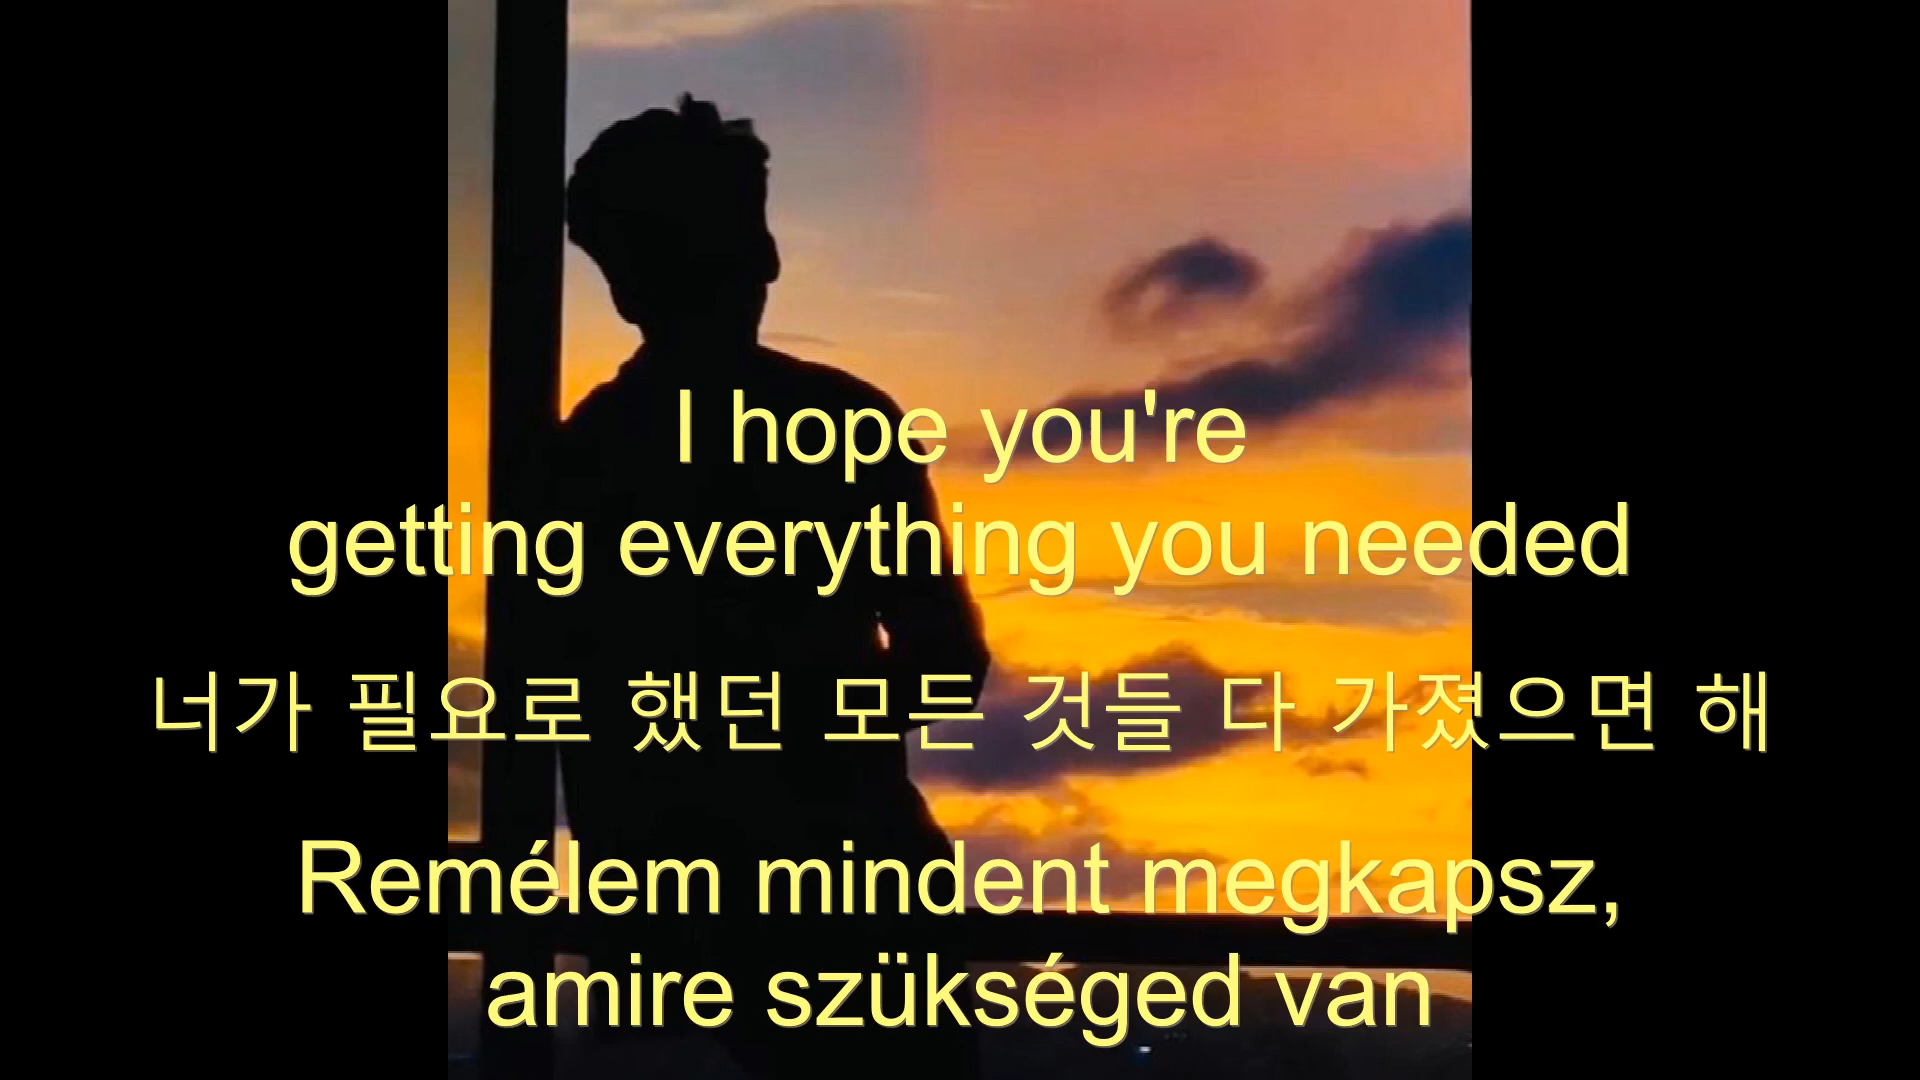 I hope you're
getting everything you needed
너가 필요로 했던 모든 것들 다 가졌으면 해
Remélem mindent megkapsz,
amire szükséged van